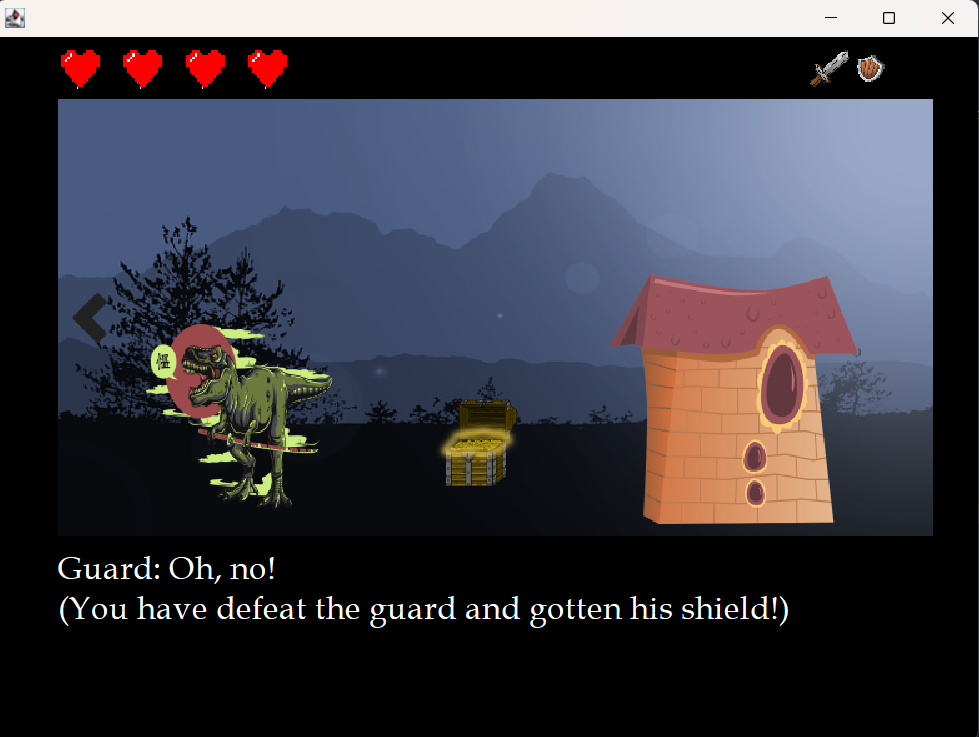 Guard: Oh, no!
(You have defeat the guard and gotten his shield!)